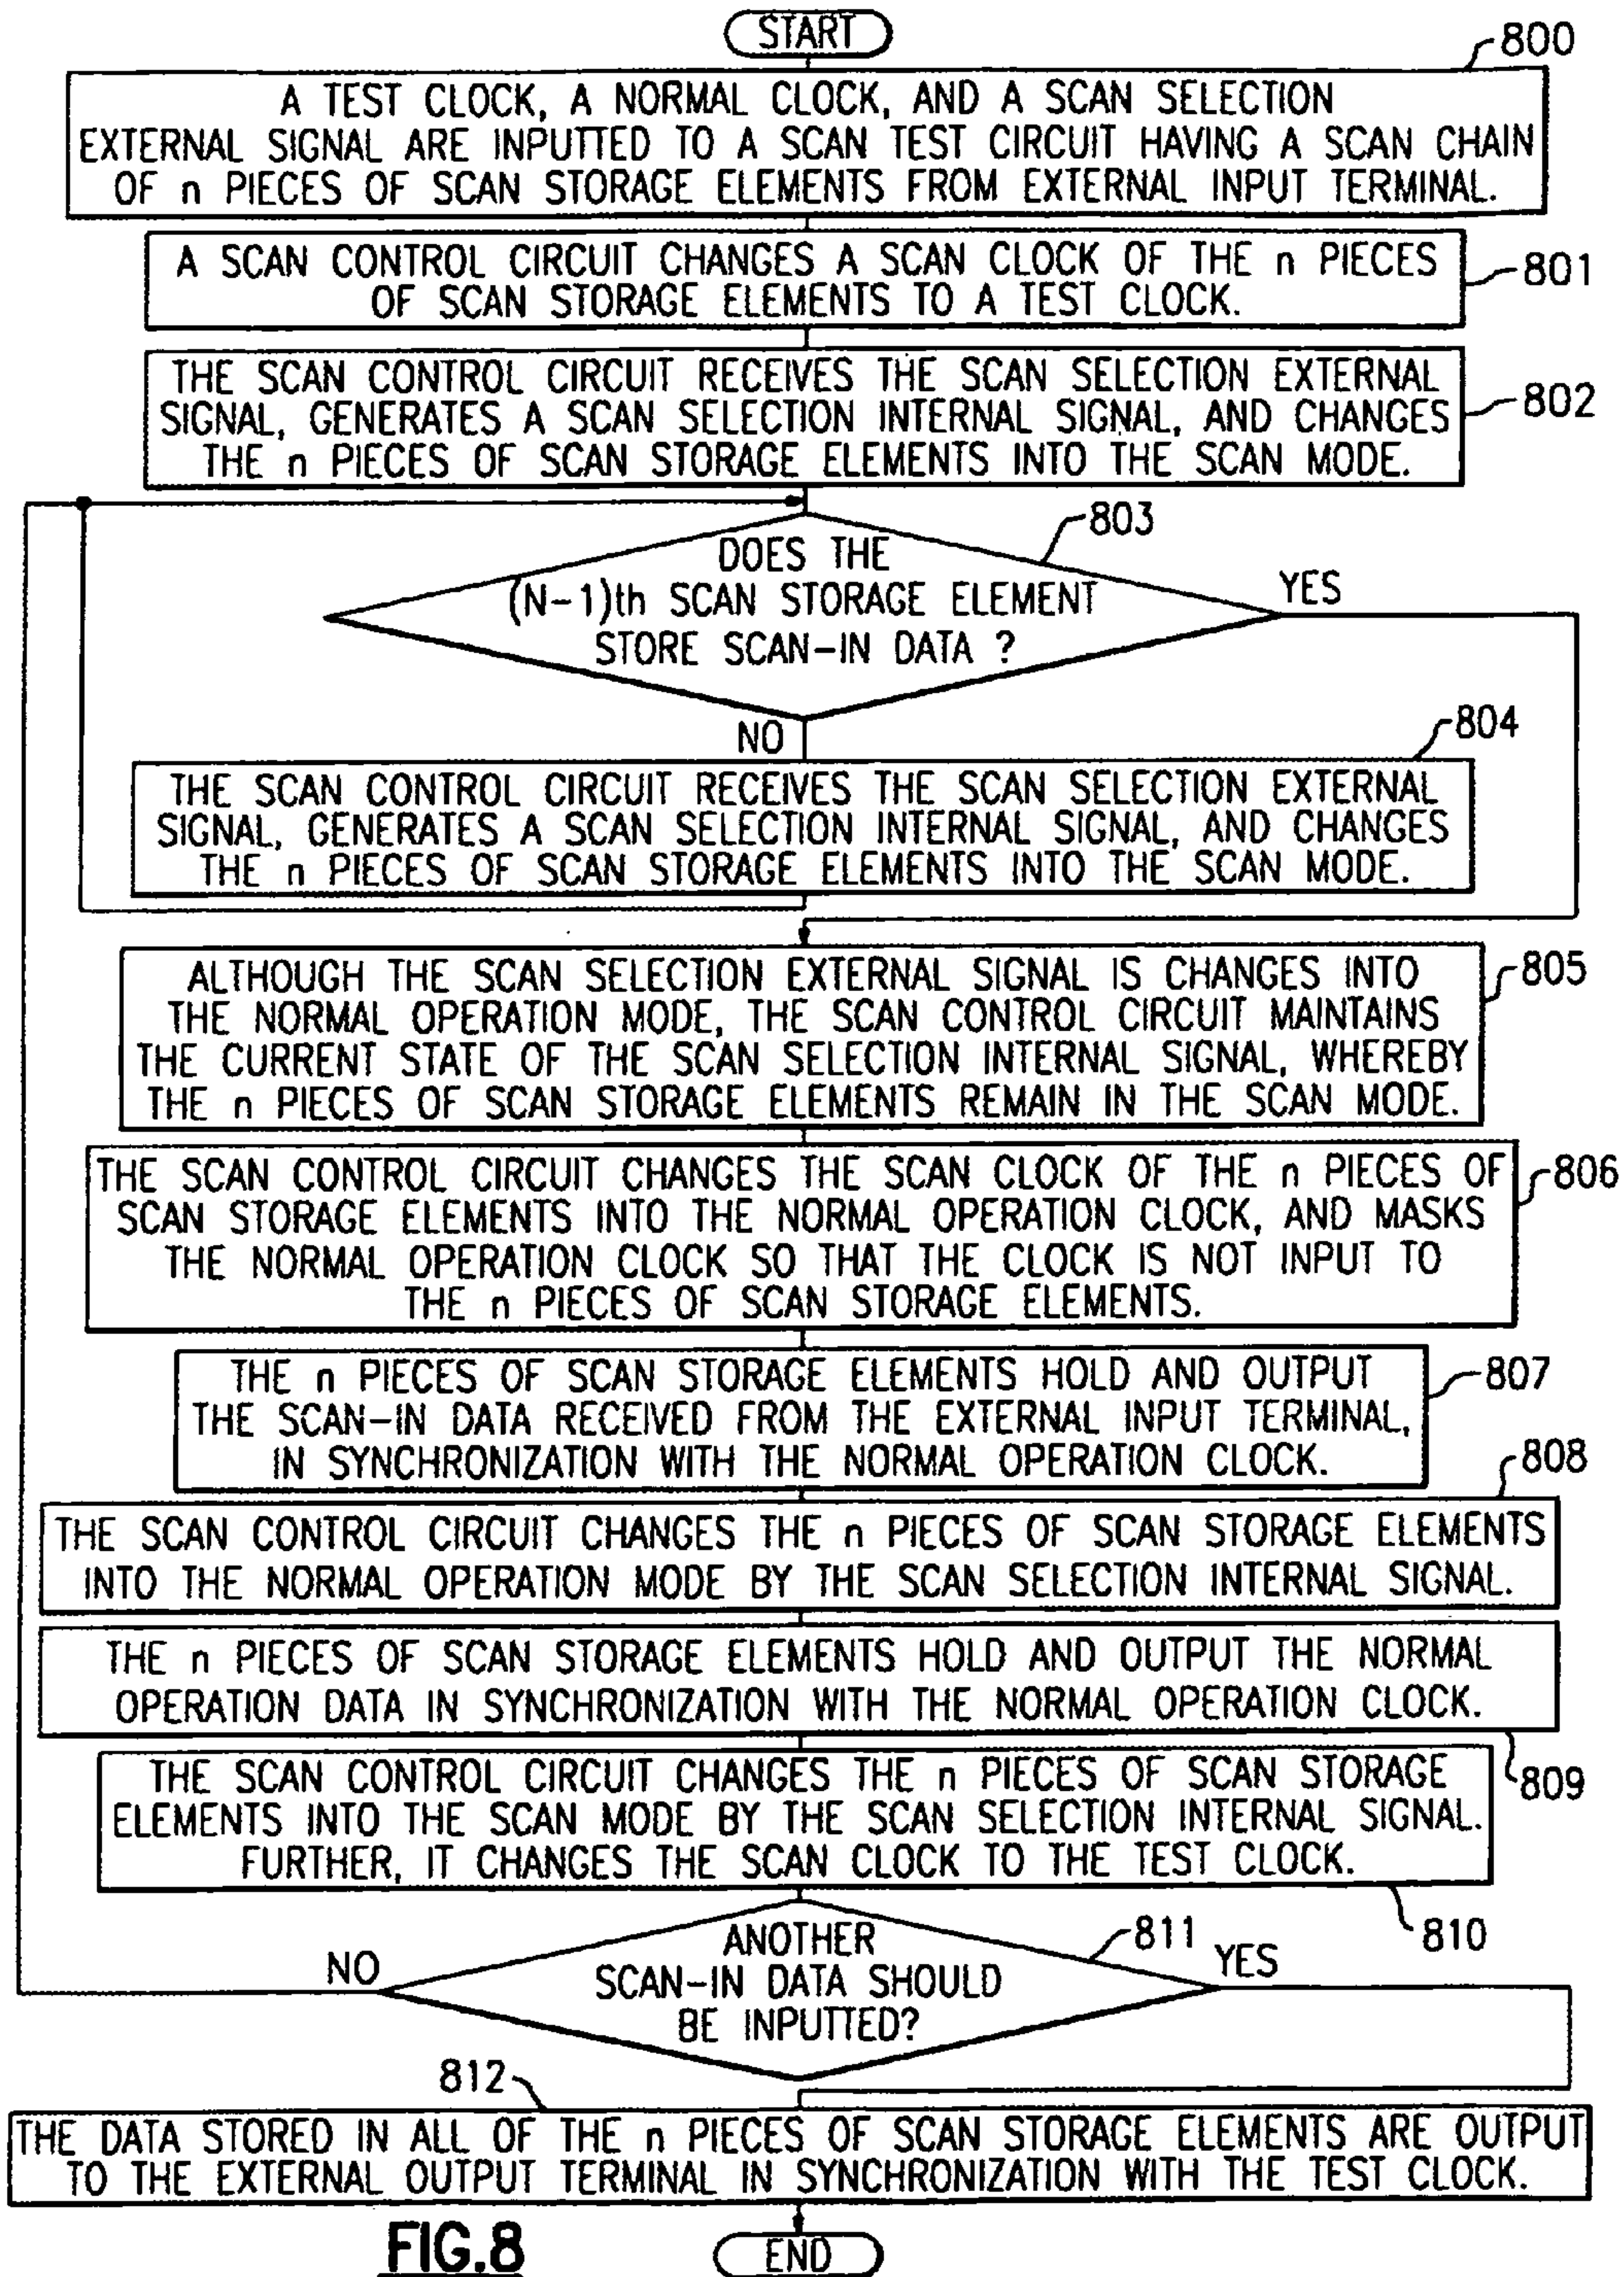 START
800
A TEST CLOCK, A NORMAL CLOCK, AND A SCAN SELECTION
EXTERNAL SIGNAL ARE INPUTTED TO A SCAN TEST CIRCUIT HAVING A SCAN CHAIN
OF n PIECES OF SCAN STORAGE ELEMENTS FROM EXTERNAL INPUT TERMINAL.
A SCAN CONTROL CIRCUIT CHANGES A SCAN CLOCK OF THE n PIECES
OF SCAN STORAGE ELEMENTS TO A TEST CLOCK.
801
THE SCAN CONTROL CIRCUIT RECEIVES THE SCAN SELECTION EXTERNAL
SIGNAL, GENERATES A SCAN SELECTION INTERNAL SIGNAL, AND CHANGES
THE n PIECES OF SCAN STORAGE ELEMENTS INTO THE SCAN MODE.
802
803
DOES THE
(N-1)th SCAN STORAGE ELEMENT
STORE SCAN-IN DATA ?
YES
NO
804
THE SCAN CONTROL CIRCUIT RECEIVES THE SCAN SELECTION EXTERNAL
SIGNAL, GENERATES A SCAN SELECTION INTERNAL SIGNAL, AND CHANGES
THE n PIECES OF SCAN STORAGE ELEMENTS INTO THE SCAN MODE.
ALTHOUGH THE SCAN SELECTION EXTERNAL SIGNAL IS CHANGES INTO
THE NORMAL OPERATION MODE, THE SCAN CONTROL CIRCUIT MAINTAINS
THE CURRENT STATE OF THE SCAN SELECTION INTERNAL SIGNAL, WHEREBY
THE n PIECES OF SCAN STORAGE ELEMENTS REMAIN IN THE SCAN MODE.
805
THE SCAN CONTROL CIRCUIT CHANGES THE SCAN CLOCK OF THE n PIECES OF
SCAN STORAGE ELEMENTS INTO THE NORMAL OPERATION CLOCK, AND MASKS
THE NORMAL OPERATION CLOCK SO THAT THE CLOCK IS NOT INPUT TO
THE n PIECES OF SCAN STORAGE ELEMENTS.
806
THE n PIECES OF SCAN STORAGE ELEMENTS HOLD AND OUTPUT
THE SCAN-IN DATA RECEIVED FROM THE EXTERNAL INPUT TERMINAL,
IN SYNCHRONIZATION WITH THE NORMAL OPERATION CLOCK.
807
808
THE SCAN CONTROL CIRCUIT CHANGES THE n PIECES OF SCAN STORAGE ELEMENTS
INTO THE NORMAL OPERATION MODE BY THE SCAN SELECTION INTERNAL SIGNAL.
THE n PIECES OF SCAN STORAGE ELEMENTS HOLD AND OUTPUT THE NORMAL
OPERATION DATA IN SYNCHRONIZATION WITH THE NORMAL OPERATION CLOCK.
809
THE SCAN CONTROL CIRCUIT CHANGES THE n PIECES OF SCAN STORAGE
ELEMENTS INTO THE SCAN MODE BY THE SCAN SELECTION INTERNAL SIGNAL.
FURTHER, IT CHANGES THE SCAN CLOCK TO THE TEST CLOCK.
810
811
ANOTHER
SCAN-IN DATA SHOULD
BE INPUTTED?
NO
YES
812
THE DATA STORED IN ALL OF THE n PIECES OF SCAN STORAGE ELEMENTS ARE OUTPUT
TO THE EXTERNAL OUTPUT TERMINAL IN SYNCHRONIZATION WITH THE TEST CLOCK.
END
FIG.8